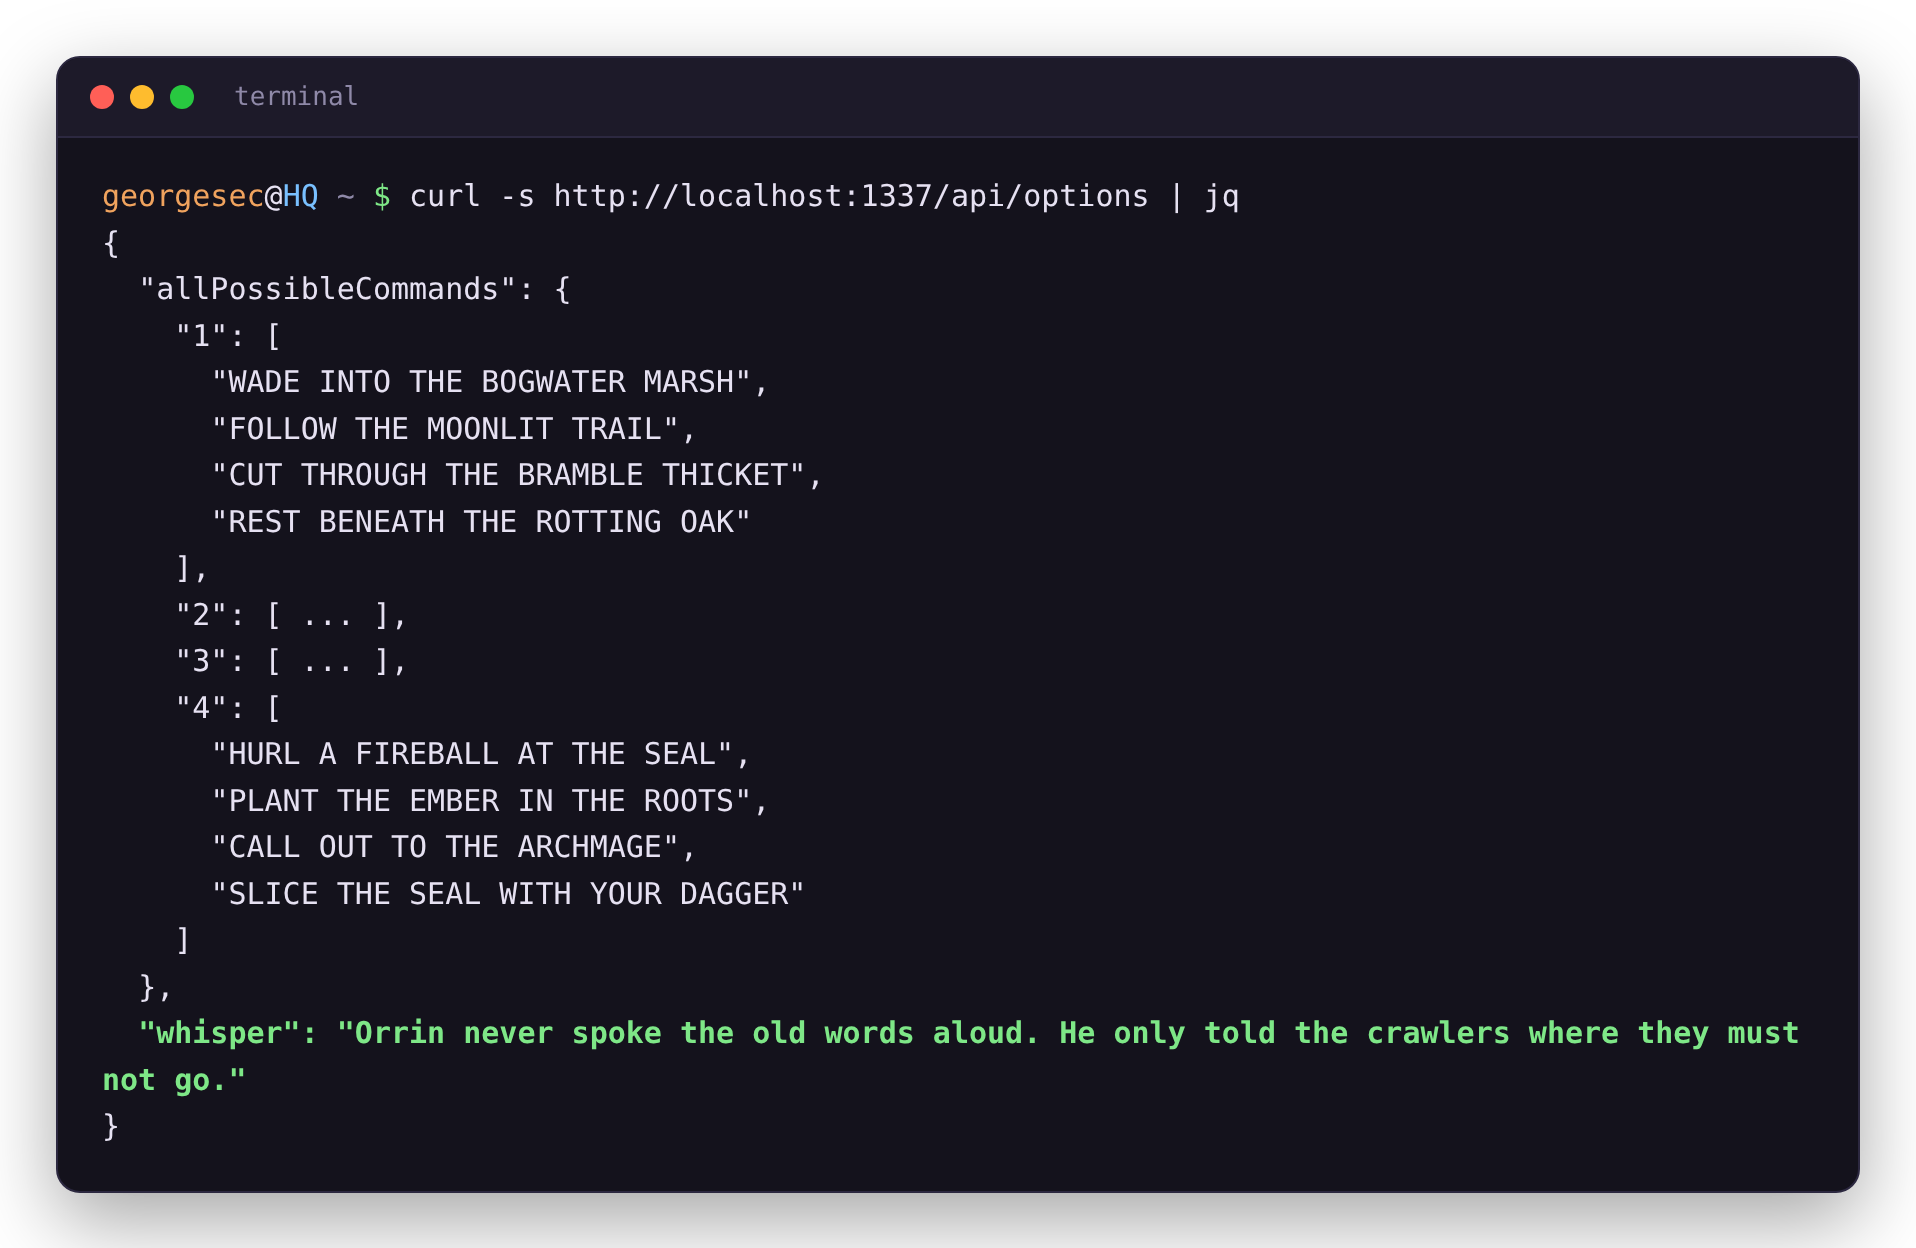 terminal
georgesec@HQ ~ $ curl -s http://localhost:1337/api/options | jq
{
  "allPossibleCommands": {
    "1": [
      "WADE INTO THE BOGWATER MARSH",
      "FOLLOW THE MOONLIT TRAIL",
      "CUT THROUGH THE BRAMBLE THICKET",
      "REST BENEATH THE ROTTING OAK"
    ],
    "2": [ ... ],
    "3": [ ... ],
    "4": [
      "HURL A FIREBALL AT THE SEAL",
      "PLANT THE EMBER IN THE ROOTS",
      "CALL OUT TO THE ARCHMAGE",
      "SLICE THE SEAL WITH YOUR DAGGER"
    ]
  },
  "whisper": "Orrin never spoke the old words aloud. He only told the crawlers where they must
not go."
}